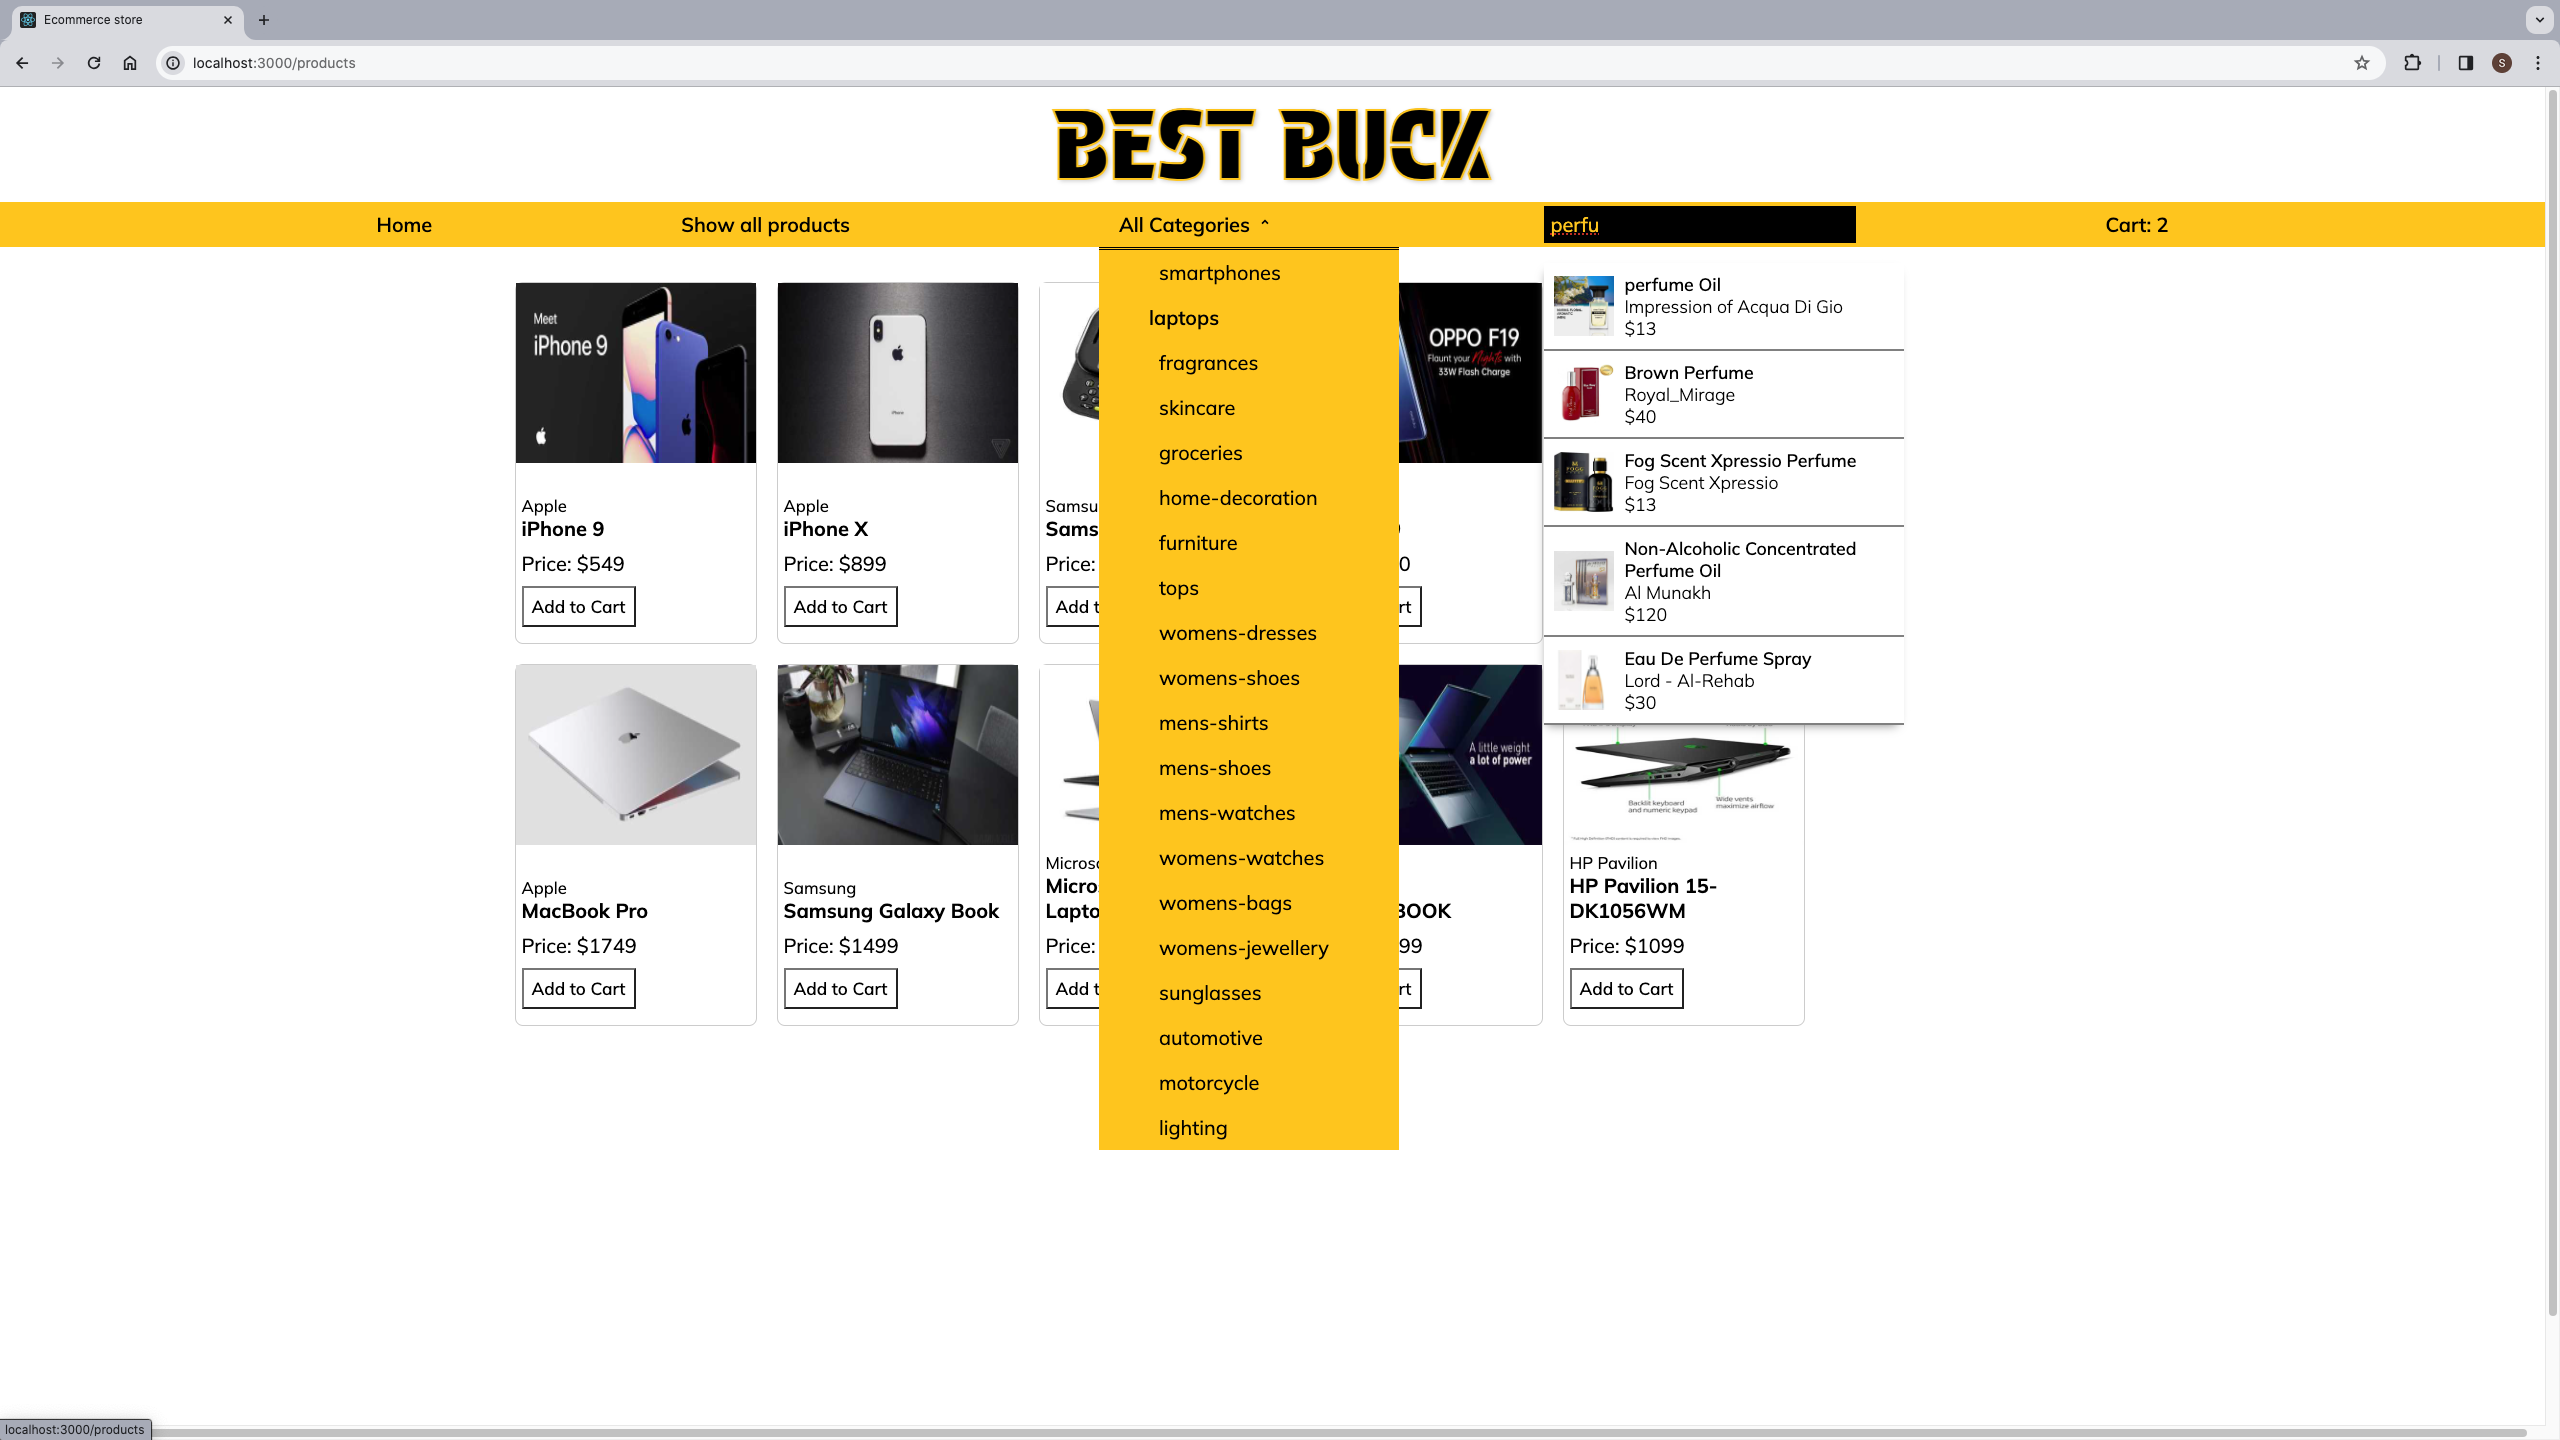 Ecommerce store
localhost:3000/products
S
BEST BUCK
Home
Show all products
All Categories
perfu
Cart: 2
smartphones
laptops
fragrances
skincare
groceries
home-decoration
furniture
tops
womens-dresses
womens-shoes
mens-shirts
mens-shoes
mens-watches
womens-watches
womens-bags
womens-jewellery
sunglasses
automotive
motorcycle
lighting
perfume Oil
Impression of Acqua Di Gio
$13
Brown Perfume
Royal_Mirage
$40
Fog Scent Xpressio Perfume
Fog Scent Xpressio
$13
Non-Alcoholic Concentrated
Perfume Oil
Al Munakh
$120
Eau De Perfume Spray
Lord - Al-Rehab
$30
Meet
iPhone 9
Apple
iPhone 9
Price: $549
Add to Cart
iPhone
Apple
iPhone X
Price: $899
Add to Cart
Samsu
Sams
Price:
Add t
OPPO F19
Flaunt your Nights with
33W Flash Charge
0
rt
Apple
MacBook Pro
Price: $1749
Add to Cart
Samsung
Samsung Galaxy Book
Price: $1499
Add to Cart
Microso
Micro
Lapto
Price:
Add t
A little weight
a lot of power
BOOK
99
rt
Backlit keyboard
and numeric keypad
Wide vents
maximize airflow
HP Pavilion
HP Pavilion 15-
DK1056WM
Price: $1099
Add to Cart
localhost:3000/products